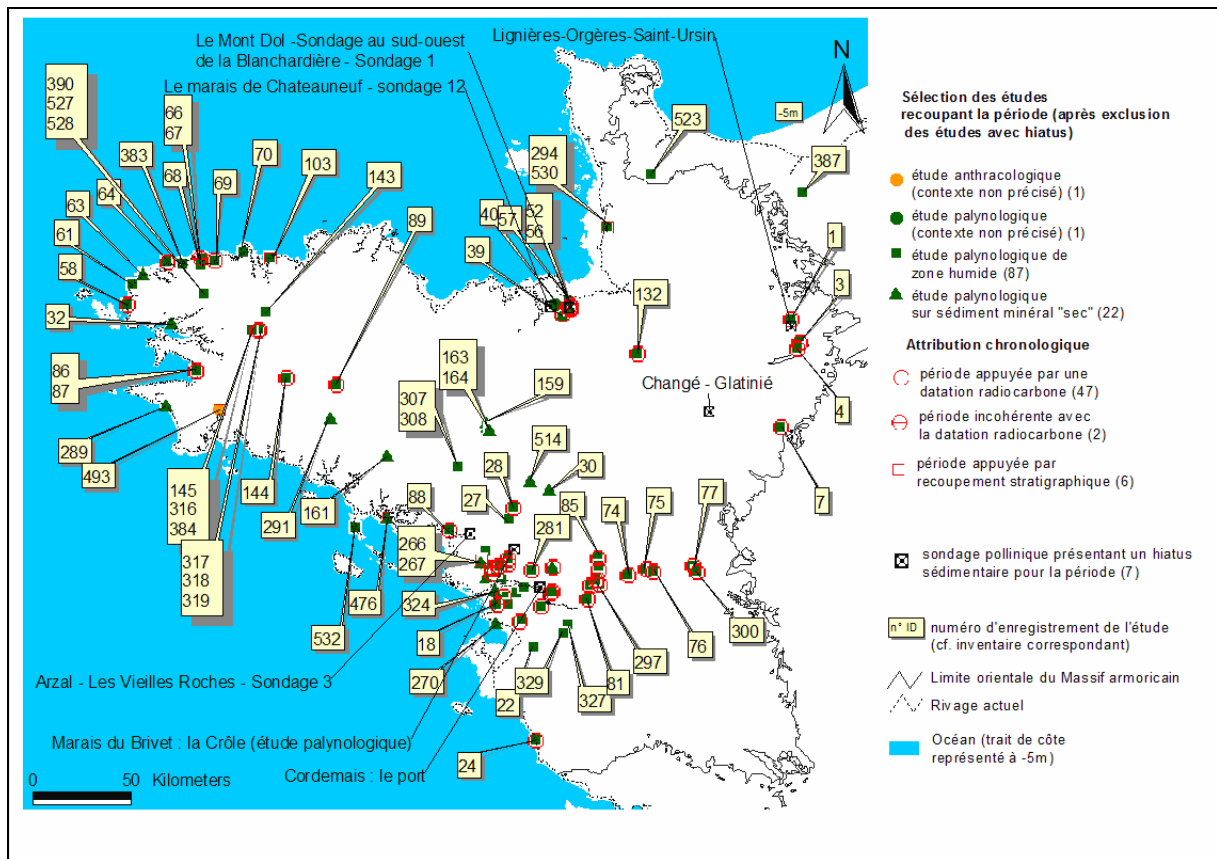 Le Mont Dol -Sondage au sud-ouest
de la Blanchardière - Sondage 1
Le marais de Chateauneuf - sondage 12
Lignières-Orgères-Saint-Ursin
N
-5m
390
527
528
66
67
383
64
68
63
61
58
69
70
103
143
89
32
86
87
289
493
145
316
384
317
318
319
144
291
161
40
57
52
56
39
294
530
523
387
132
1
3
4
7
Changé - Glatinié
163
164
159
307
308
514
28
30
27
88
281
85
74
75
77
266
267
324
476
532
18
270
22
329
327
81
297
76
300
24
Arzal - Les Vieilles Roches - Sondage 3
Marais du Brivet : la Crôle (étude palynologique)
Cordemais : le port
0 50 Kilometers
Sélection des études
recoupant la période (après exclusion
des études avec hiatus)
étude anthracologique
(contexte non précisé) (1)
étude palynologique
(contexte non précisé) (1)
étude palynologique de
zone humide (87)
étude palynologique
sur sédiment minéral "sec" (22)
Attribution chronologique
période appuyée par une
datation radiocarbone (47)
période incohérente avec
la datation radiocarbone (2)
période appuyée par
recoupement stratigraphique (6)
sondage pollinique présentant un hiatus
sédimentaire pour la période (7)
n° ID
numéro d'enregistrement de l'étude
(cf. inventaire correspondant)
Limite orientale du Massif armoricain
Rivage actuel
Océan (trait de côte
représenté à -5m)